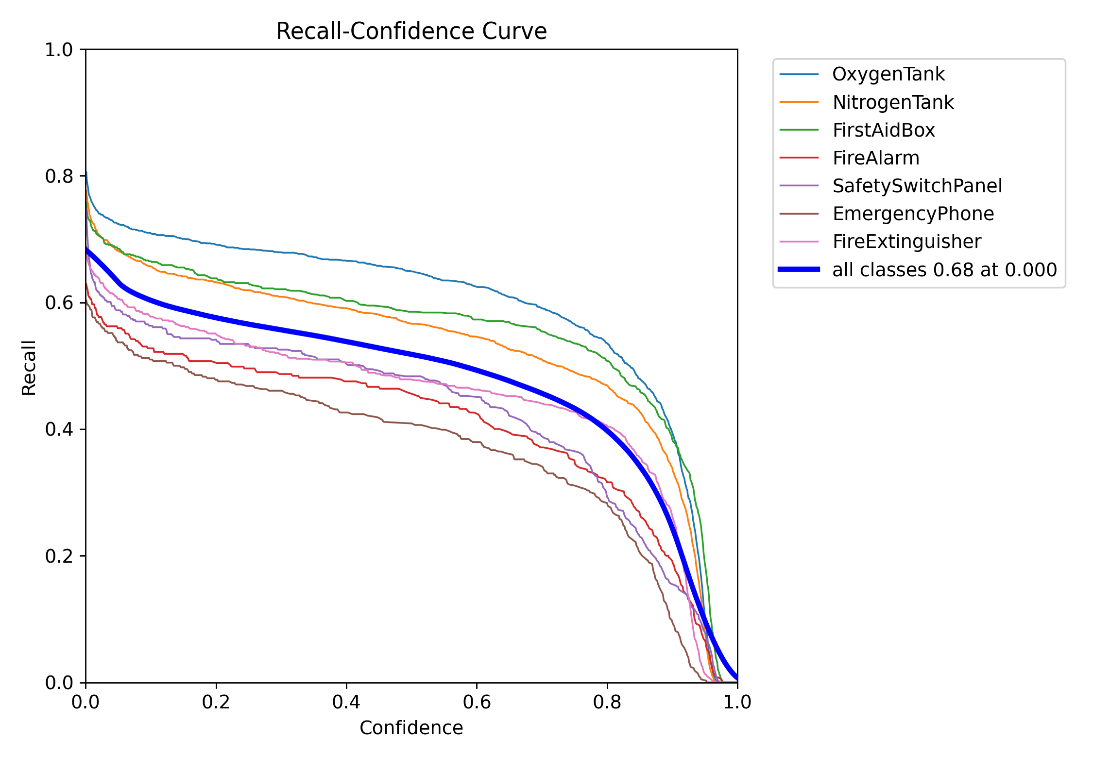 Recall-Confidence Curve
1.0
0.8
0.6
0.4
0.2
0.0
Recall
0.0 0.2 0.4 0.6 0.8 1.0
Confidence
OxygenTank
NitrogenTank
FirstAidBox
FireAlarm
SafetySwitchPanel
EmergencyPhone
FireExtinguisher
all classes 0.68 at 0.000